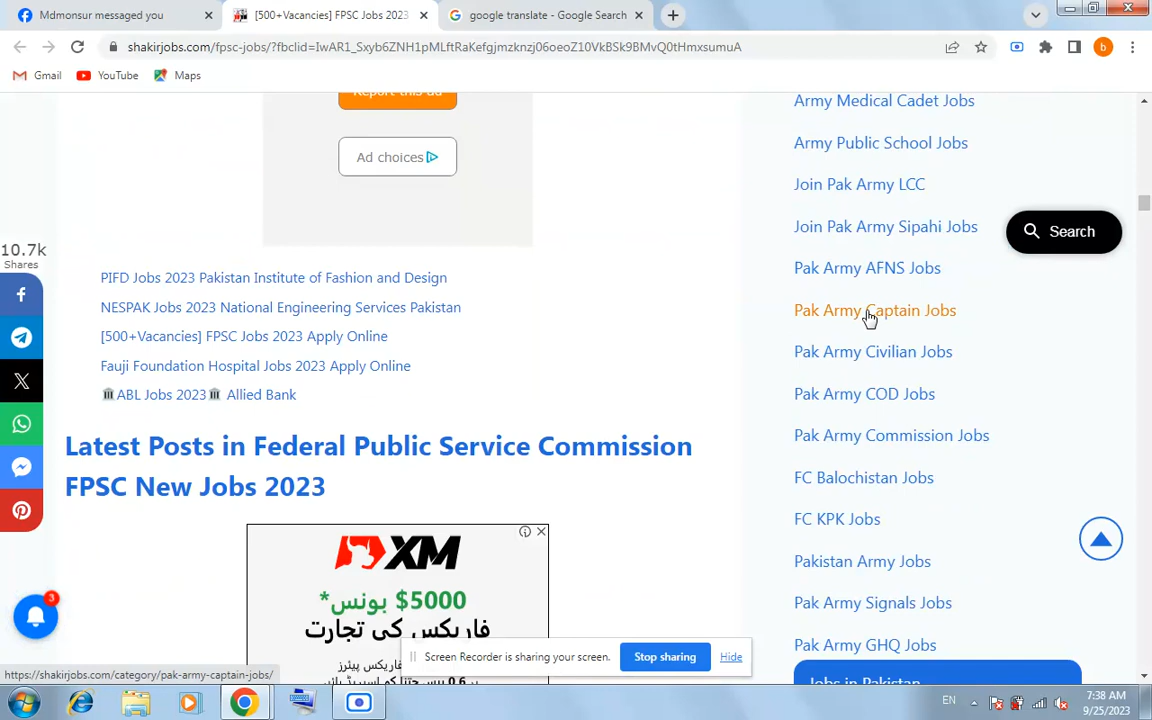 Mdmonsur messaged you
[500+Vacancies] FPSC Jobs 2023
google translate - Google Search
shakirjobs.com/fpsc-jobs/?fbclid=IwAR1_Sxyb6ZNH1pMLftRaKefgjmzknzj06oeoZ10VkBSk9BMvQ0tHmxsumuA
b
Gmail
YouTube
Maps
Report this ad
Ad choices
10.7k
Shares
PIFD Jobs 2023 Pakistan Institute of Fashion and Design
NESPAK Jobs 2023 National Engineering Services Pakistan
[500+Vacancies] FPSC Jobs 2023 Apply Online
Fauji Foundation Hospital Jobs 2023 Apply Online
🏛ABL Jobs 2023🏛 Allied Bank
Latest Posts in Federal Public Service Commission
FPSC New Jobs 2023
XM
$5000 بونس*
فاریکس کی تجارت
Army Medical Cadet Jobs
Army Public School Jobs
Join Pak Army LCC
Join Pak Army Sipahi Jobs
Pak Army AFNS Jobs
Pak Army Captain Jobs
Pak Army Civilian Jobs
Pak Army COD Jobs
Pak Army Commission Jobs
FC Balochistan Jobs
FC KPK Jobs
Pakistan Army Jobs
Pak Army Signals Jobs
Pak Army GHQ Jobs
Jobs in Pakistan
Search
3
Screen Recorder is sharing your screen.
Stop sharing
Hide
https://shakirjobs.com/category/pak-army-captain-jobs/
EN
7:38 AM
9/25/2023